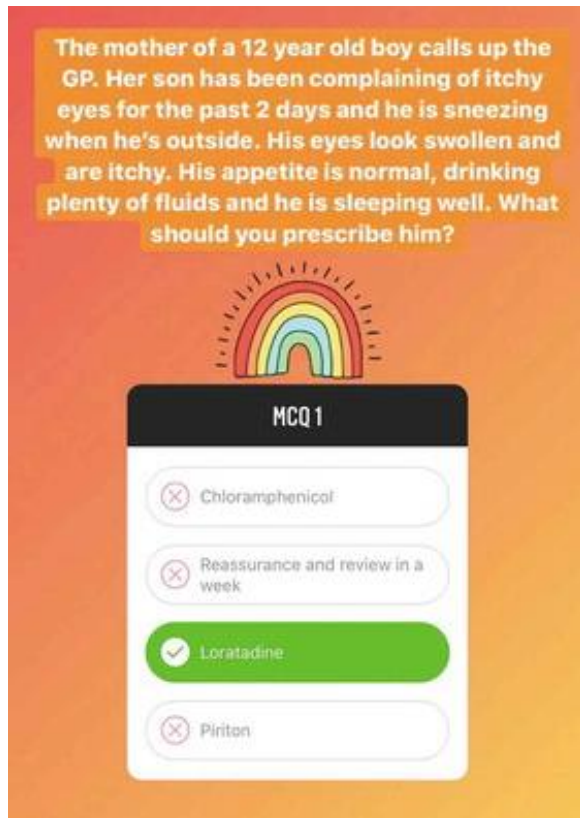 The mother of a 12 year old boy calls up the
GP. Her son has been complaining of itchy
eyes for the past 2 days and he is sneezing
when he's outside. His eyes look swollen and
are itchy. His appetite is normal, drinking
plenty of fluids and he is sleeping well. What
should you prescribe him?
MCQ 1
Chloramphenicol
Reassurance and review in a
week
Loratadine
Piriton